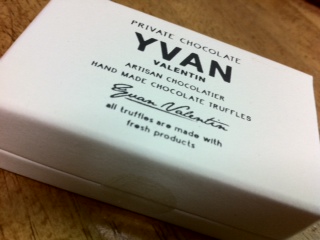 PRIVATE CHOCOLATE
YVAN
VALENTIN
ARTISAN CHOCOLATIER
HAND MADE CHOCOLATE TRUFFLES
Yvan Valentin
all truffles are made with
fresh products